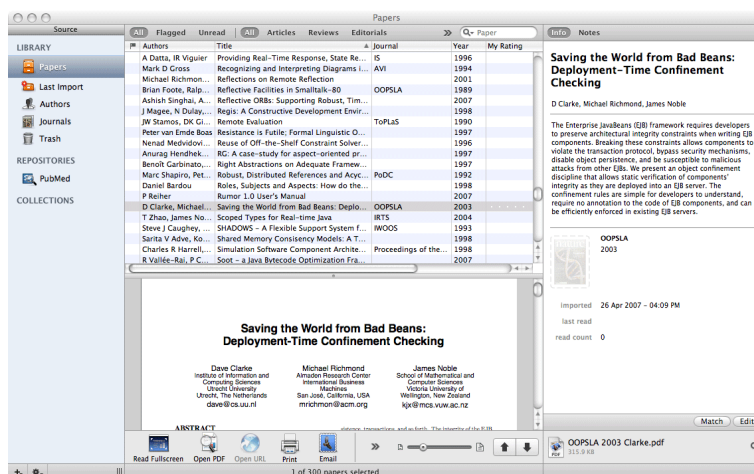 Papers
Source
LIBRARY
Papers
Last Import
Authors
Journals
Trash
REPOSITORIES
PubMed
COLLECTIONS
All Flagged Unread All Articles Reviews Editorials » Paper
Authors Title Journal Year My Rating
A Datta, IR Viguier Providing Real-Time Response, State Re... IS 1996
Mark D Gross Recognizing and Interpreting Diagrams i... AVI 1994
Michael Richmon... Reflections on Remote Reflection 2001
Brian Foote, Ralp... Reflective Facilities in Smalltalk-80 OOPSLA 1989
Ashish Singhai, A... Reflective ORBs: Supporting Robust, Tim... 2007
J Magee, N Dulay,... Regis: A Constructive Development Envir... 1998
JW Stamos, DK Gi... Remote Evaluation ToPLaS 1990
Peter van Emde Boas Resistance is Futile; Formal Linguistic O... 1997
Nenad Medvidovi... Reuse of Off-the-Shelf Constraint Solver... 1996
Anurag Hendhek... RG: A case-study for aspect-oriented pr... 1997
Benoît Garbinato,... Right Abstractions on Adequate Framew... 1997
Marc Shapiro, Pet... Robust, Distributed References and Acyc... PoDC 1992
Daniel Bardou Roles, Subjects and Aspects: How do the... 1998
P Reiher Rumor 1.0 User's Manual 2007
D Clarke, Michael... Saving the World from Bad Beans: Deplo... OOPSLA 2003
T Zhao, James No... Scoped Types for Real-time Java IRTS 2004
Steve J Caughey, ... SHADOWS – A Flexible Support System f... IWOOS 1993
Sarita V Adve, Ko... Shared Memory Consisency Models: A T... 1998
Charles R Harrell,... Simulation Software Component Archite... Proceedings of the... 1998
R Vallée-Rai, P C... Soot – a Java Bytecode Optimization Fra... 2007
Saving the World from Bad Beans:
Deployment-Time Confinement Checking
Dave Clarke Michael Richmond James Noble
Institute of Information and Almaden Research Center School of Mathematical and
Computing Sciences International Business Computer Sciences
Utrecht University Machines Victoria University of
Utrecht, The Netherlands San José, California, USA Wellington, New Zealand
dave@cs.uu.nl mrichmon@acm.org kjx@mcs.vuw.ac.nz
ABSTRACT
Read Fullscreen Open PDF Open URL Print Email »
1 of 300 papers selected
Info Notes
Saving the World from Bad Beans:
Deployment-Time Confinement
Checking
D Clarke, Michael Richmond, James Noble
The Enterprise JavaBeans (EJB) framework requires developers
to preserve architectural integrity constraints when writing EJB
components. Breaking these constraints allows components to
violate the transaction protocol, bypass security mechanisms,
disable object persistence, and be susceptible to malicious
attacks from other EJBs. We present an object confinement
discipline that allows static verification of components'
integrity as they are deployed into an EJB server. The
confinement rules are simple for developers to understand,
require no annotation to the code of EJB components, and can
be efficiently enforced in existing EJB servers.
OOPSLA
2003
imported 26 Apr 2007 - 04:09 PM
last read
read count 0
Match Edit
OOPSLA 2003 Clarke.pdf
315.9 KB